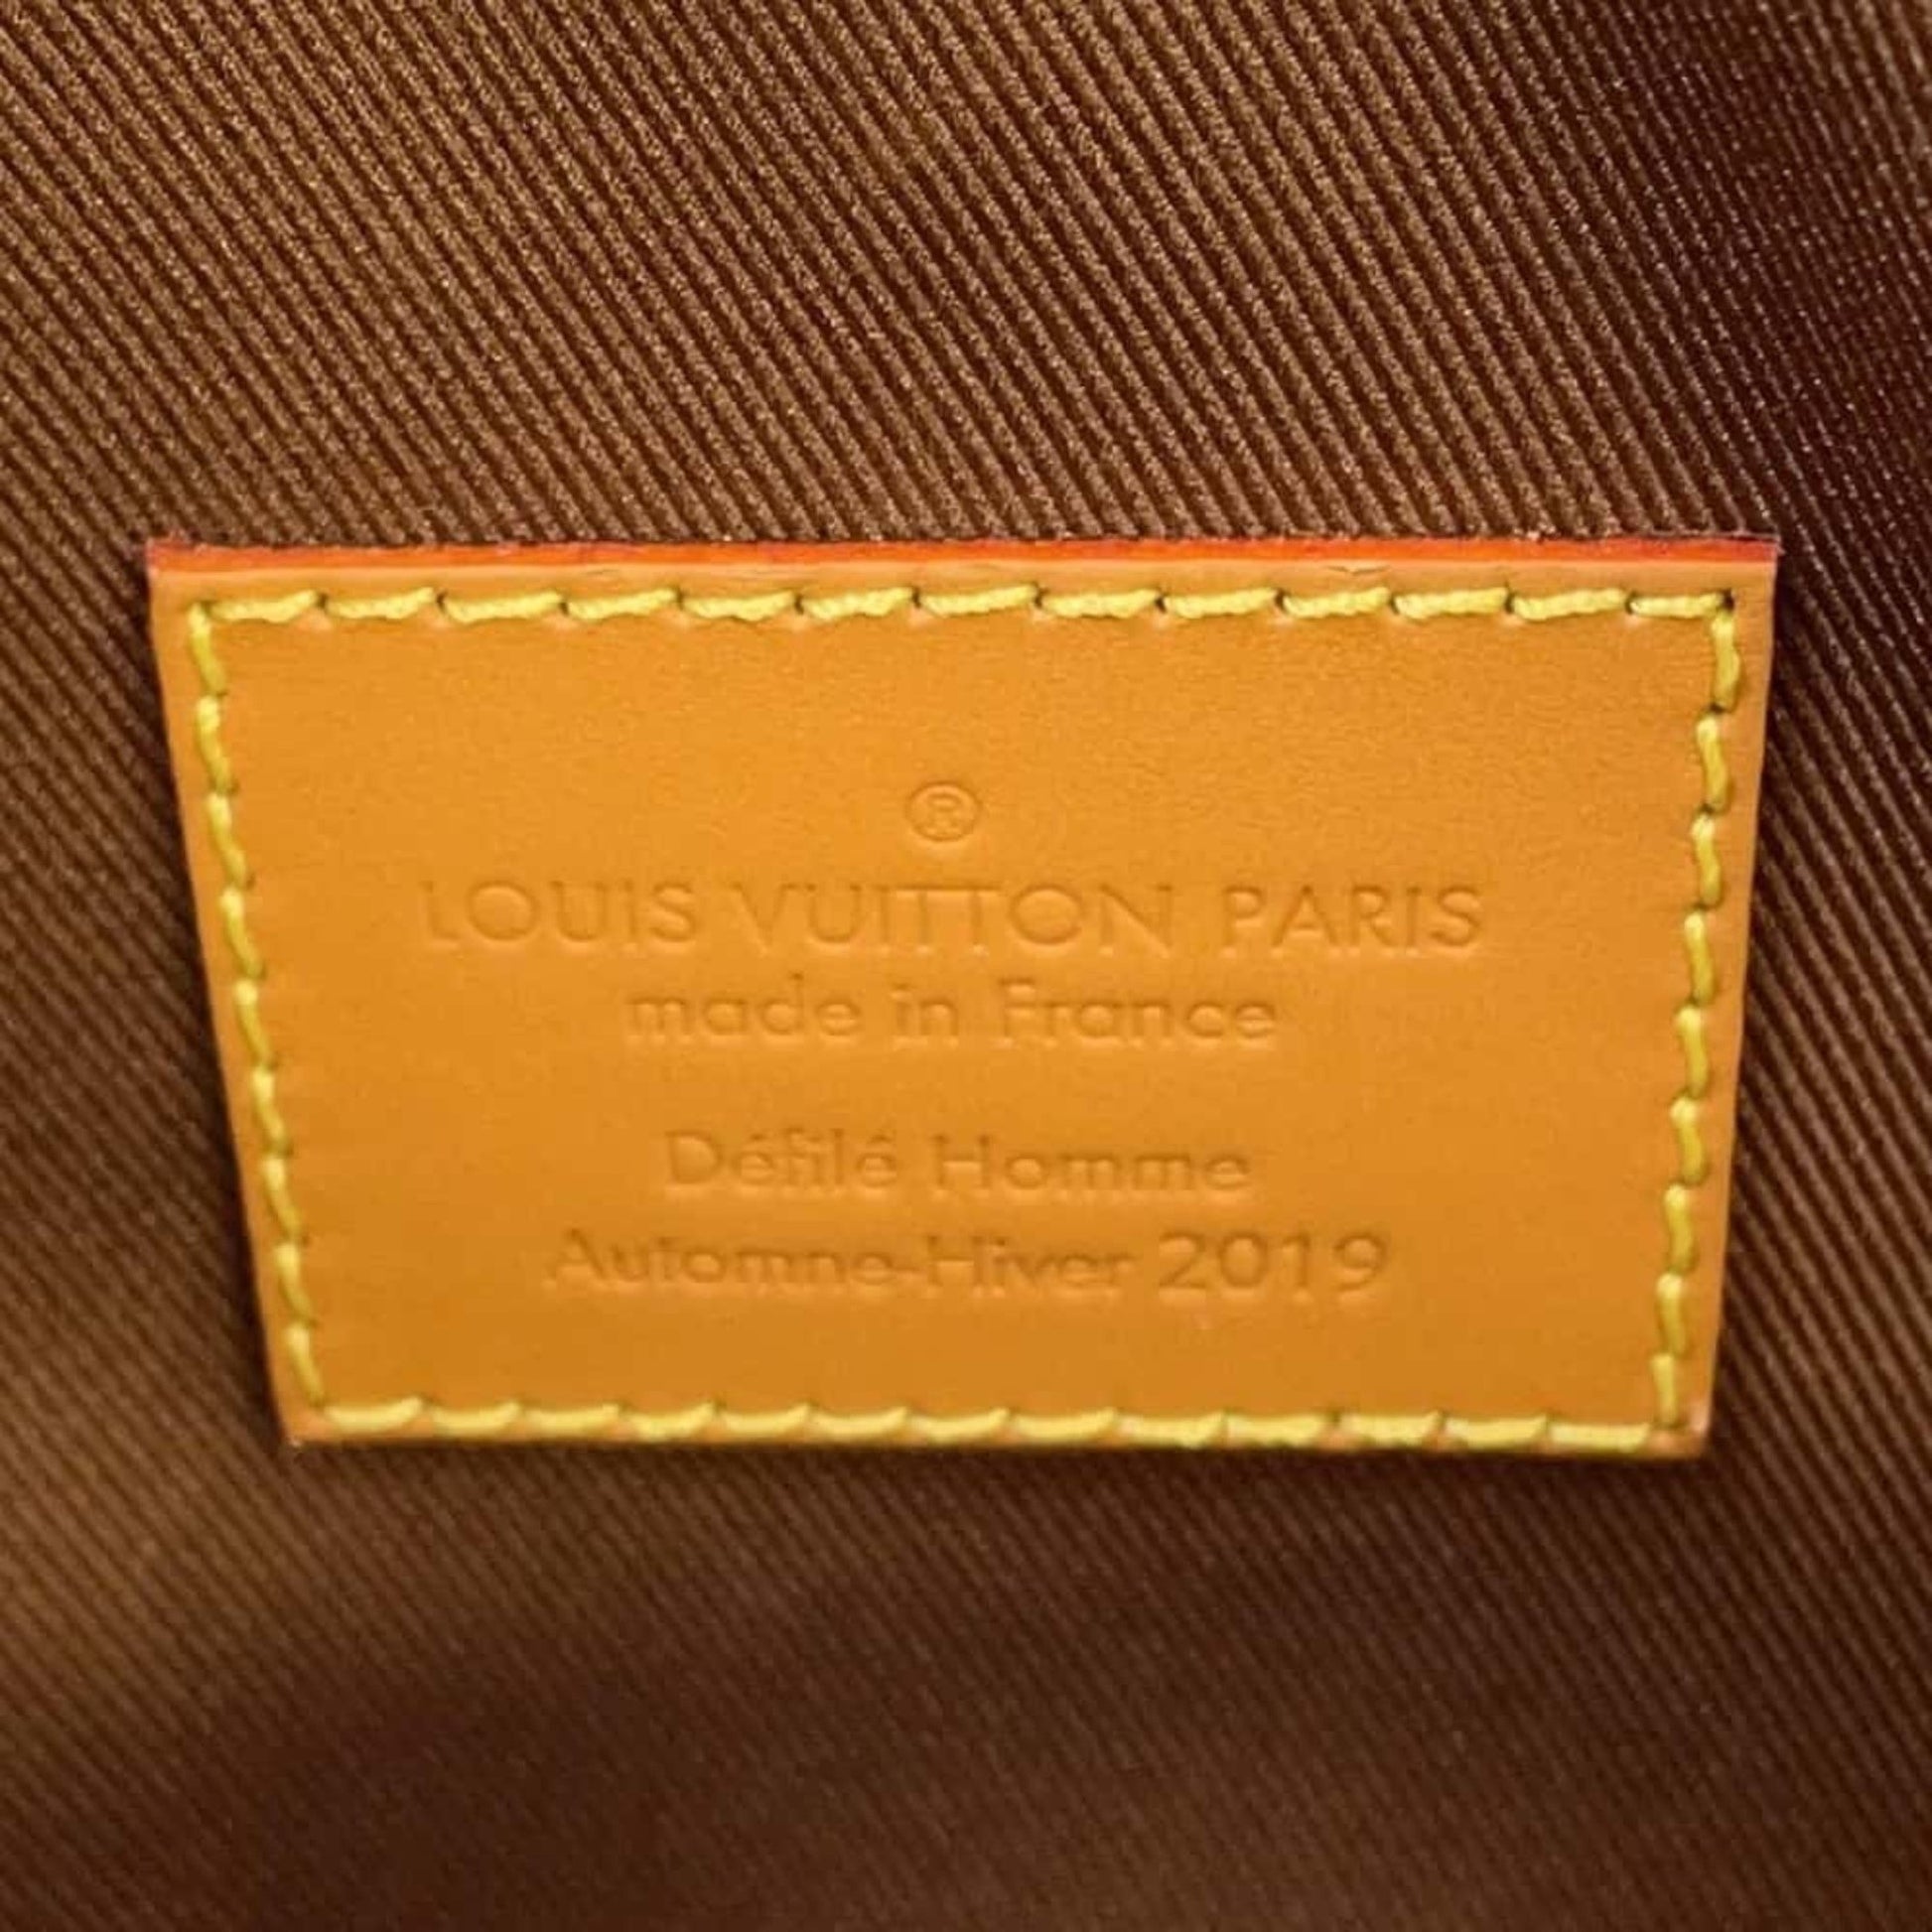 ®
LOUIS VUITTON PARIS
made in France
Défilé Homme
Automne-Hiver 2019